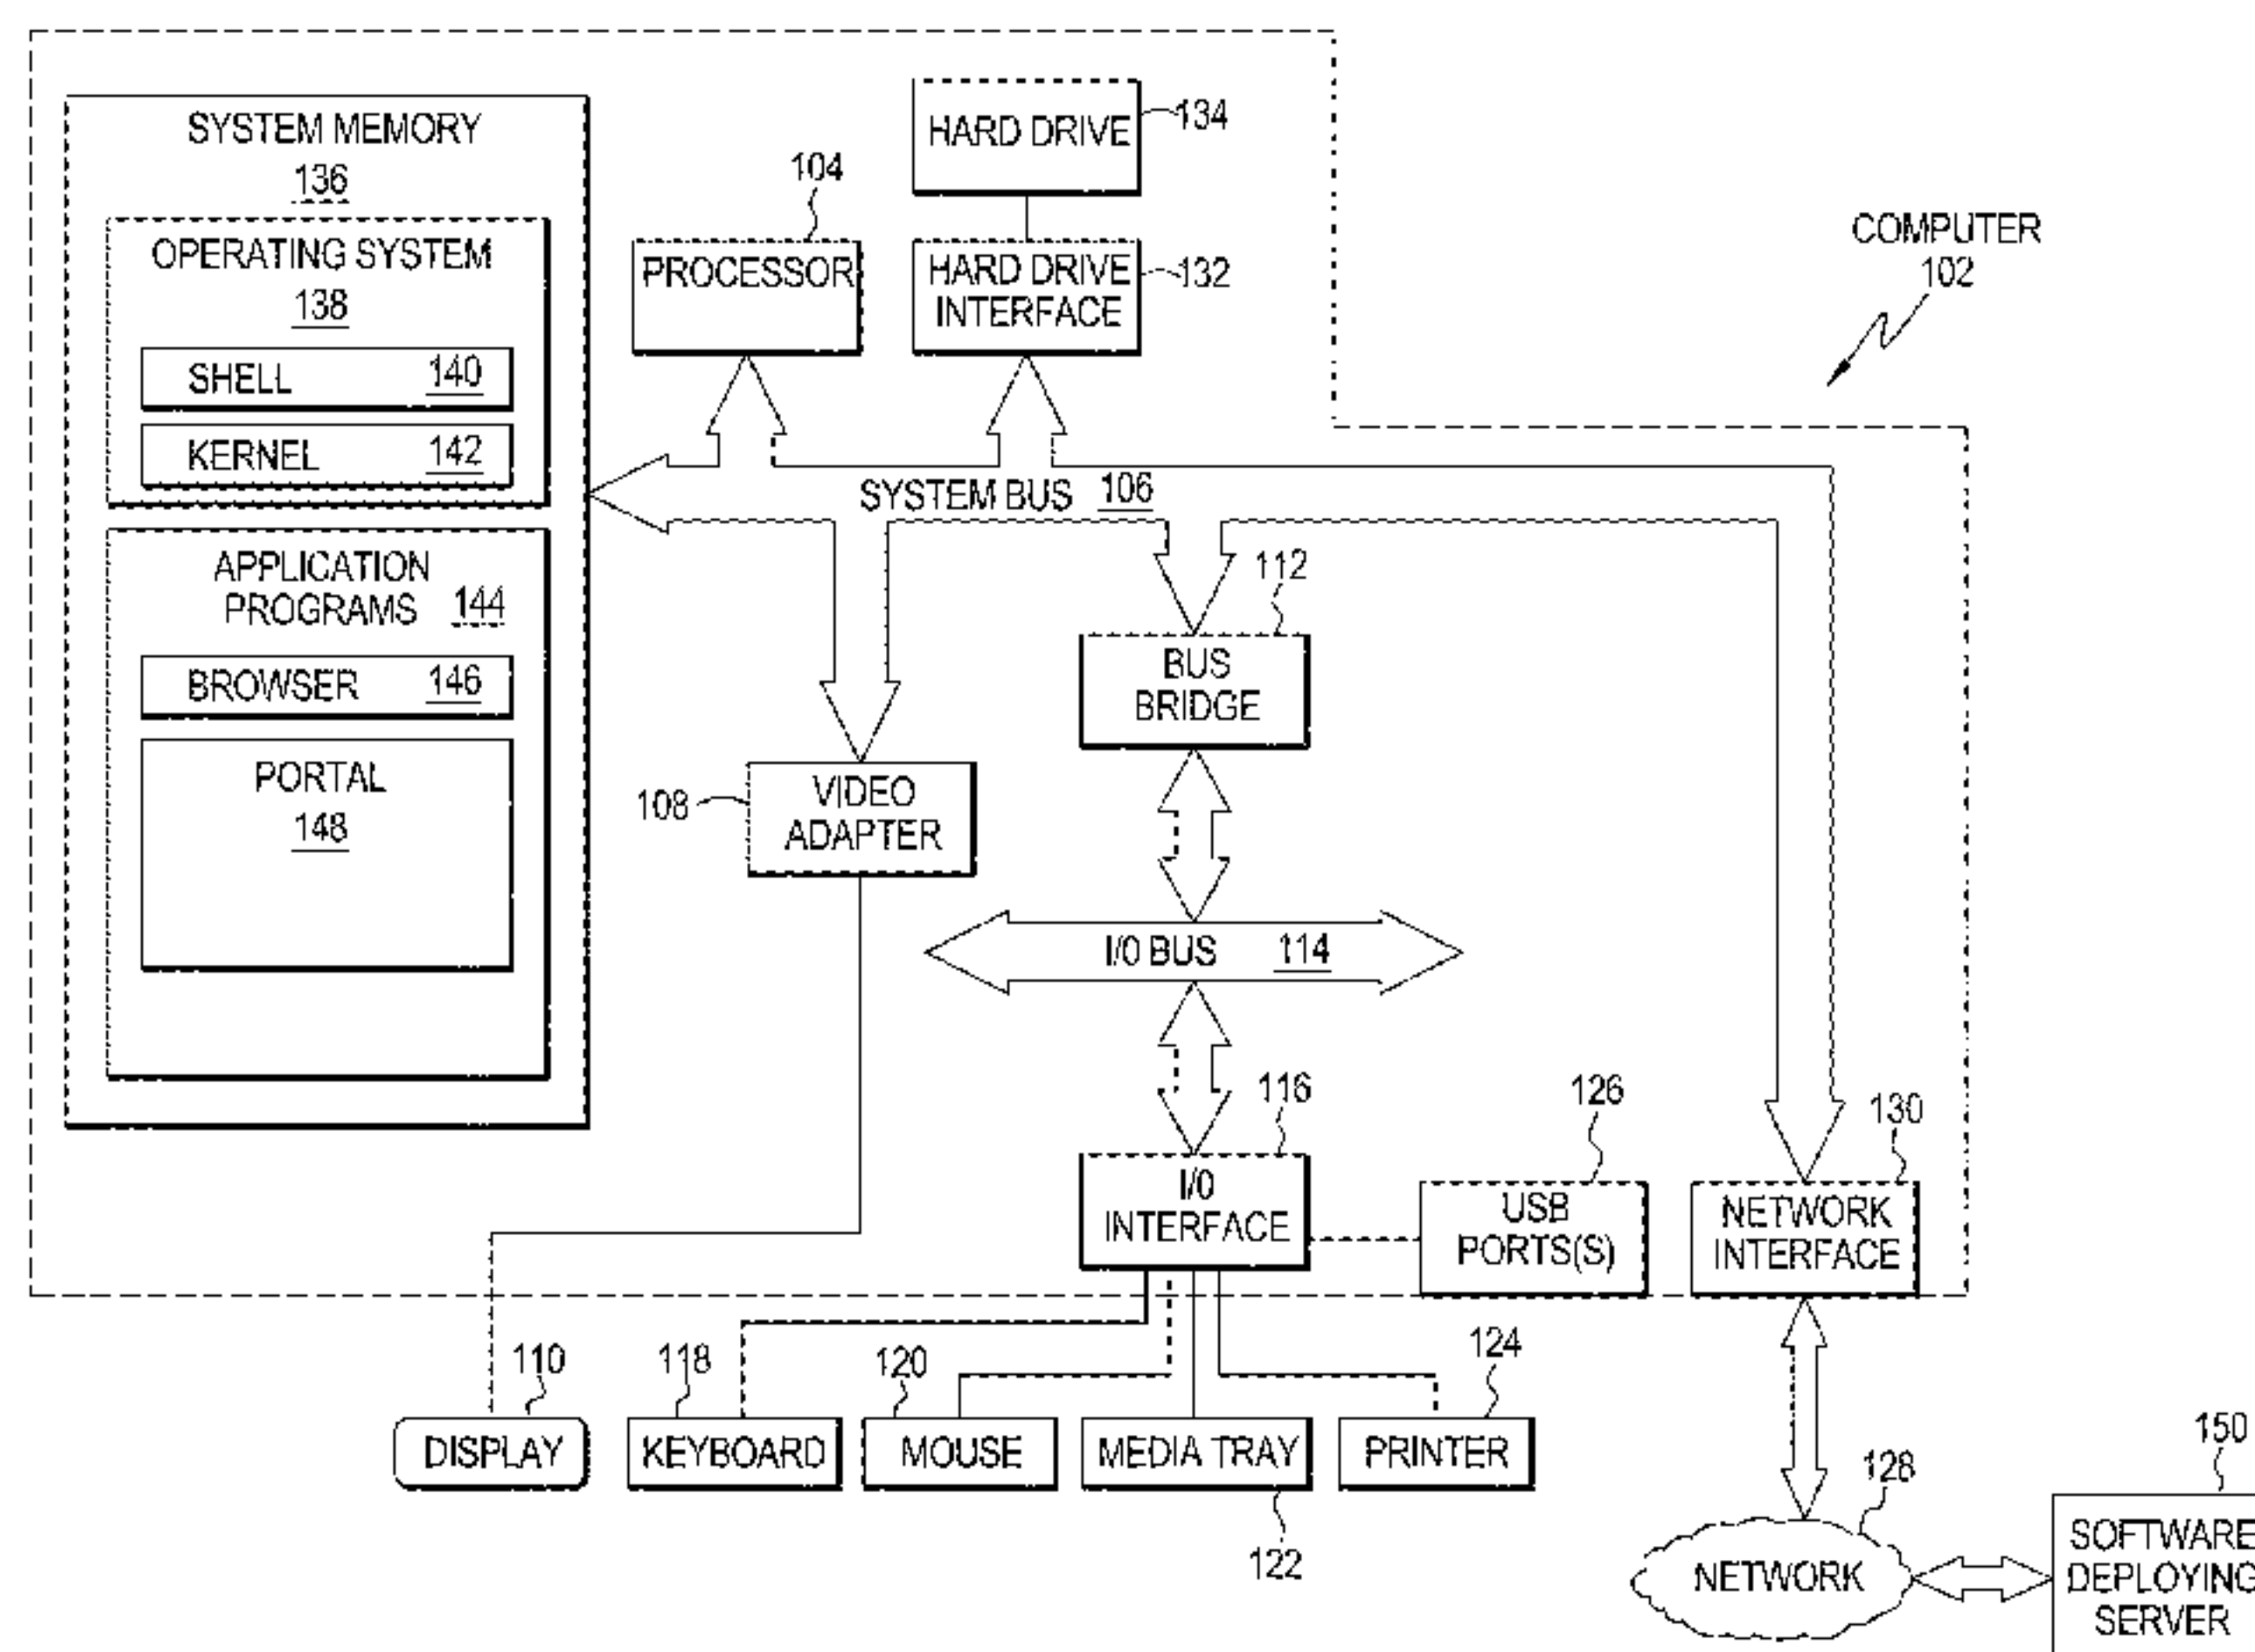 SYSTEM MEMORY
136
OPERATING SYSTEM
138
SHELL 140
KERNEL 142
APPLICATION
PROGRAMS 144
BROWSER 146
PORTAL
148
HARD DRIVE
134
104
PROCESSOR
HARD DRIVE
INTERFACE
132
COMPUTER
102
SYSTEM BUS 106
112
BUS
BRIDGE
108
VIDEO
ADAPTER
I/O BUS 114
116
I/O
INTERFACE
126
USB
PORTS(S)
130
NETWORK
INTERFACE
110
DISPLAY
118
KEYBOARD
120
MOUSE
MEDIA TRAY
122
124
PRINTER
128
NETWORK
150
SOFTWARE
DEPLOYING
SERVER